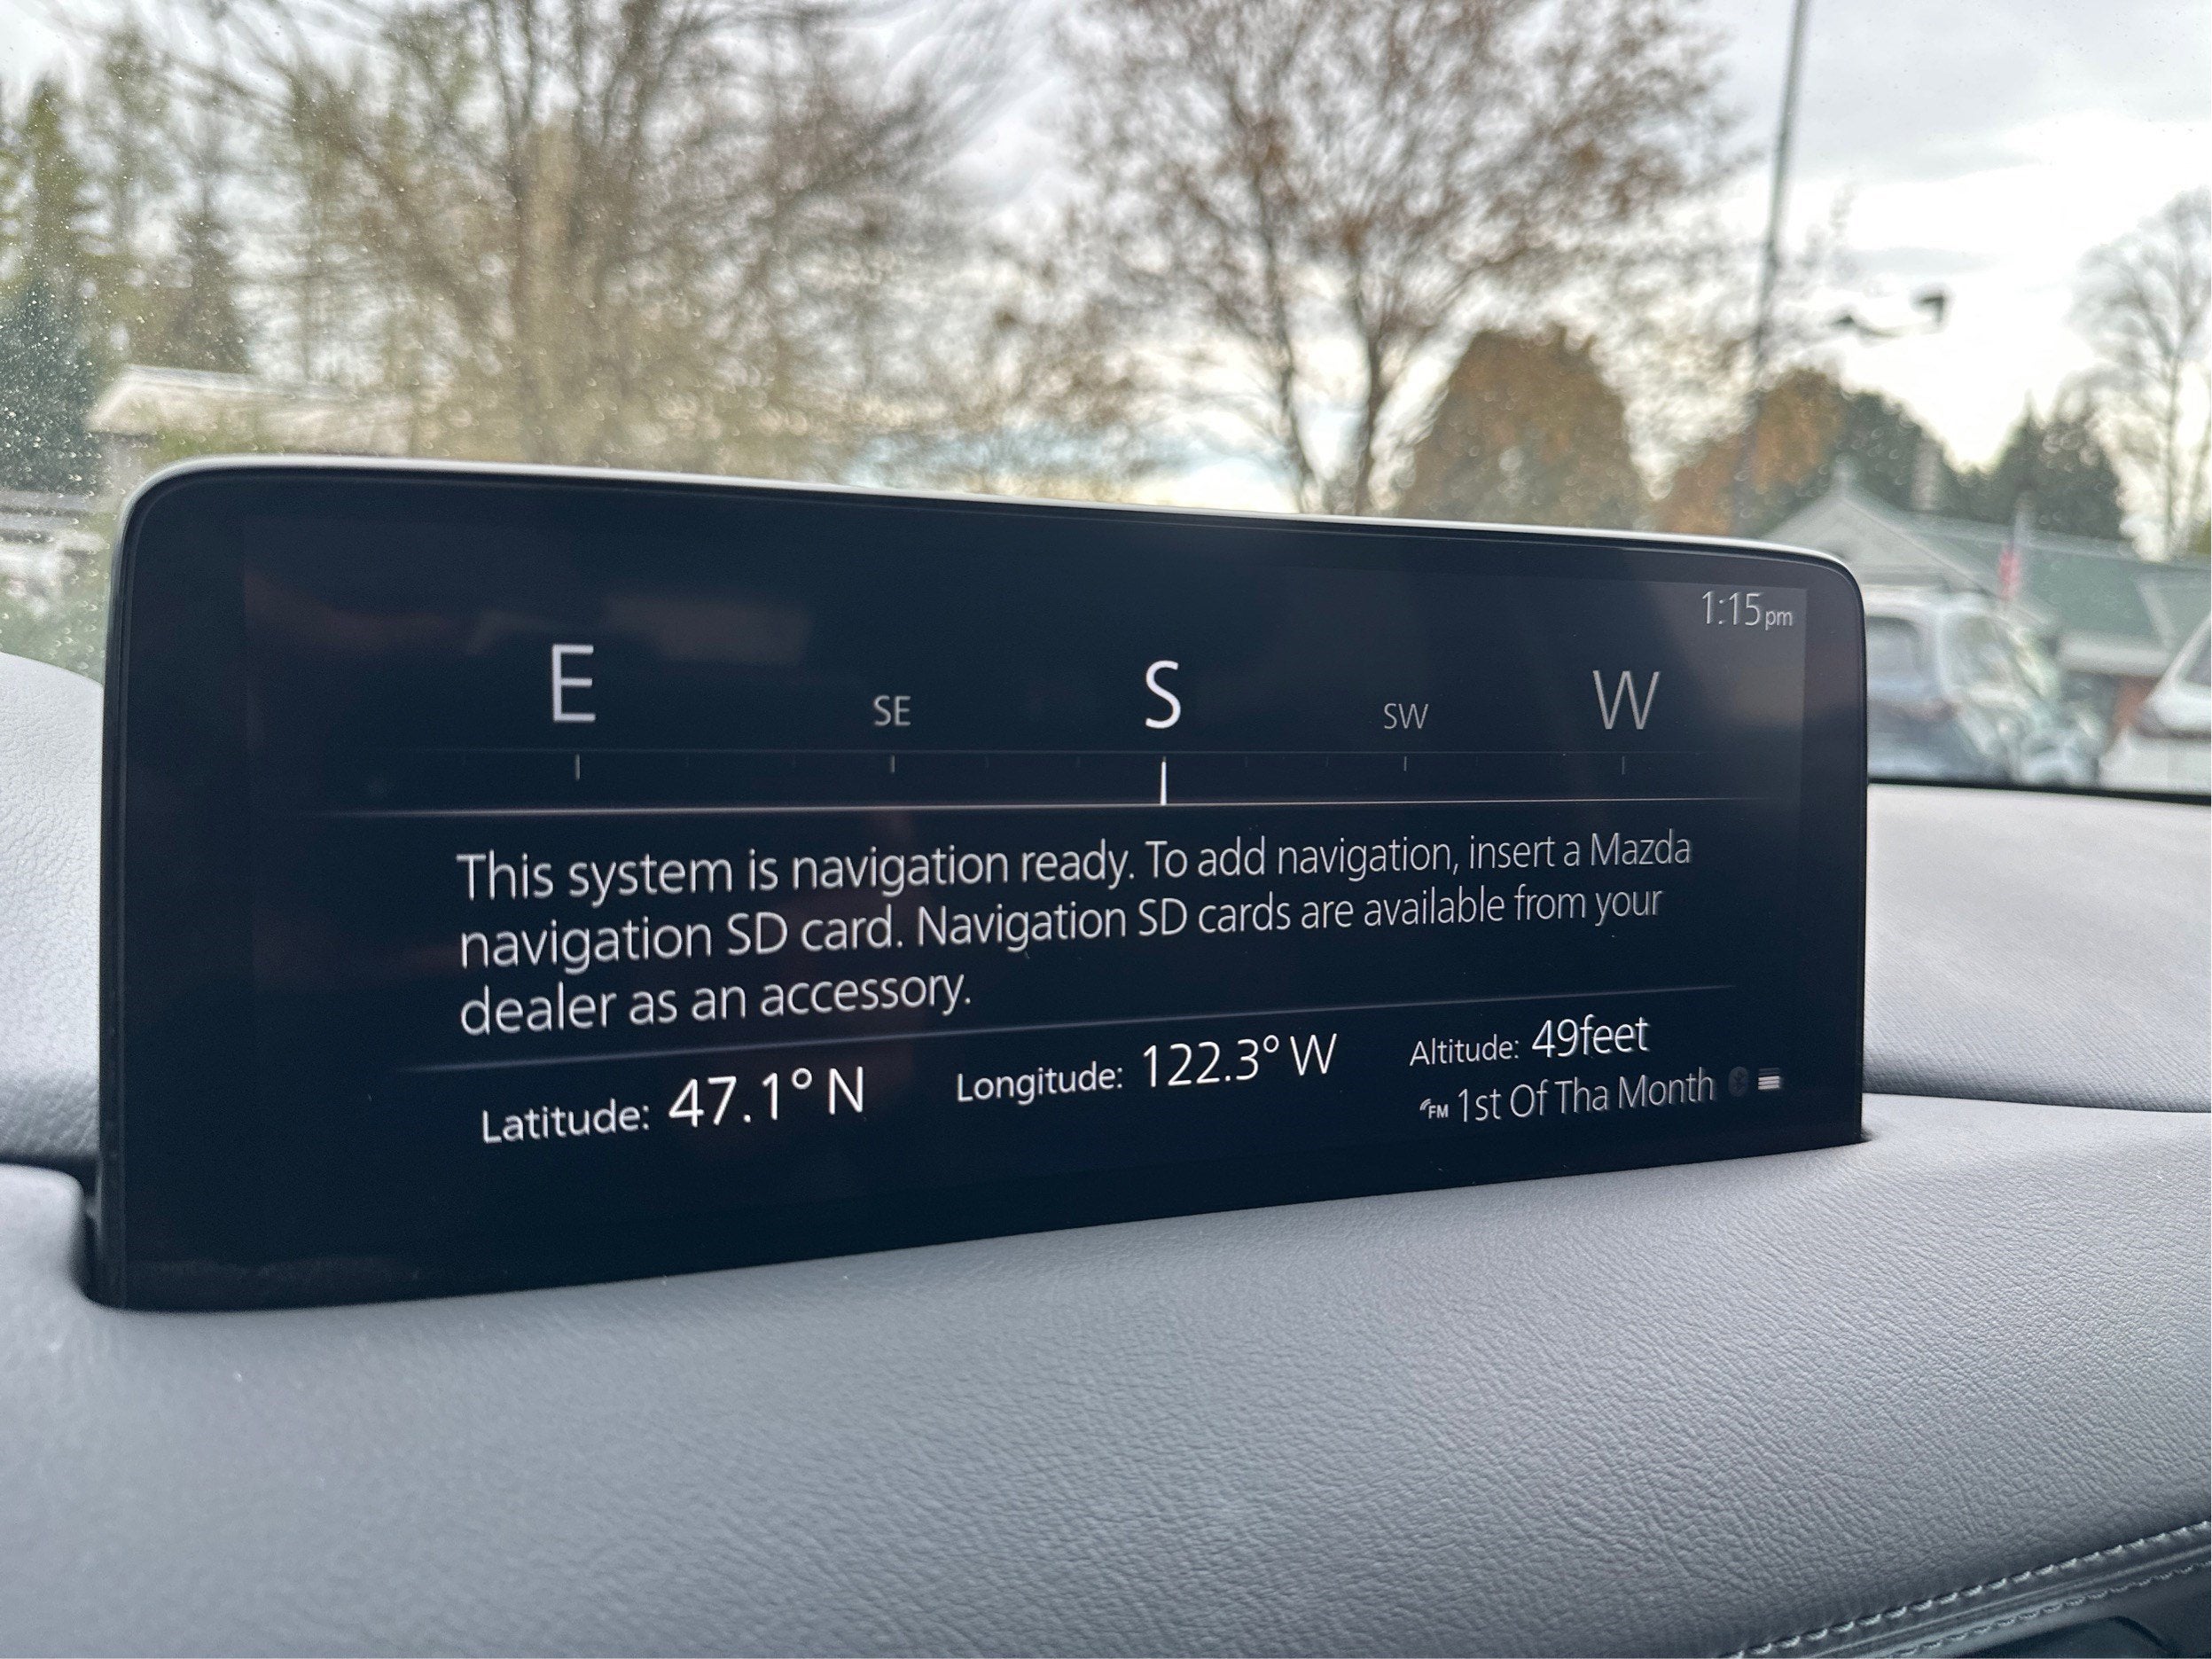 1:15pm
E SE S SW W
This system is navigation ready. To add navigation, insert a Mazda
navigation SD card. Navigation SD cards are available from your
dealer as an accessory.
Latitude: 47.1° N Longitude: 122.3° W Altitude: 49feet
FM 1st Of Tha Month